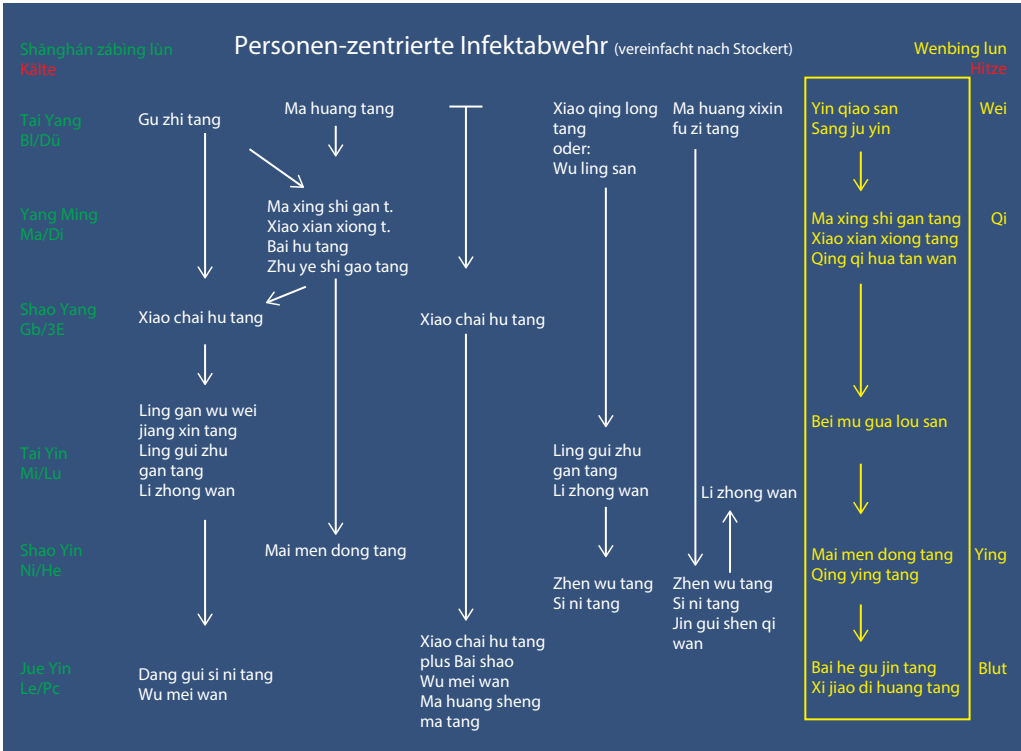 Personen-zentrierte Infektabwehr (vereinfacht nach Stockert)
Shānghán zábìng lùn
Kälte
Wenbing lun
Hitze
Tai Yang
Bl/Dü
Yang Ming
Ma/Di
Shao Yang
Gb/3E
Tai Yin
Mi/Lu
Shao Yin
Ni/He
Jue Yin
Le/Pc
Gu zhi tang
Xiao chai hu tang
Ling gan wu wei
jiang xin tang
Ling gui zhu
gan tang
Li zhong wan
Dang gui si ni tang
Wu mei wan
Ma huang tang
Ma xing shi gan t.
Xiao xian xiong t.
Bai hu tang
Zhu ye shi gao tang
Mai men dong tang
Xiao chai hu tang
Xiao chai hu tang
plus Bai shao
Wu mei wan
Ma huang sheng
ma tang
Xiao qing long
tang
oder:
Wu ling san
Ling gui zhu
gan tang
Li zhong wan
Zhen wu tang
Si ni tang
Ma huang xixin
fu zi tang
Li zhong wan
Zhen wu tang
Si ni tang
Jin gui shen qi
wan
Yin qiao san
Sang ju yin
Ma xing shi gan tang
Xiao xian xiong tang
Qing qi hua tan wan
Bei mu gua lou san
Mai men dong tang
Qing ying tang
Bai he gu jin tang
Xi jiao di huang tang
Wei
Qi
Ying
Blut